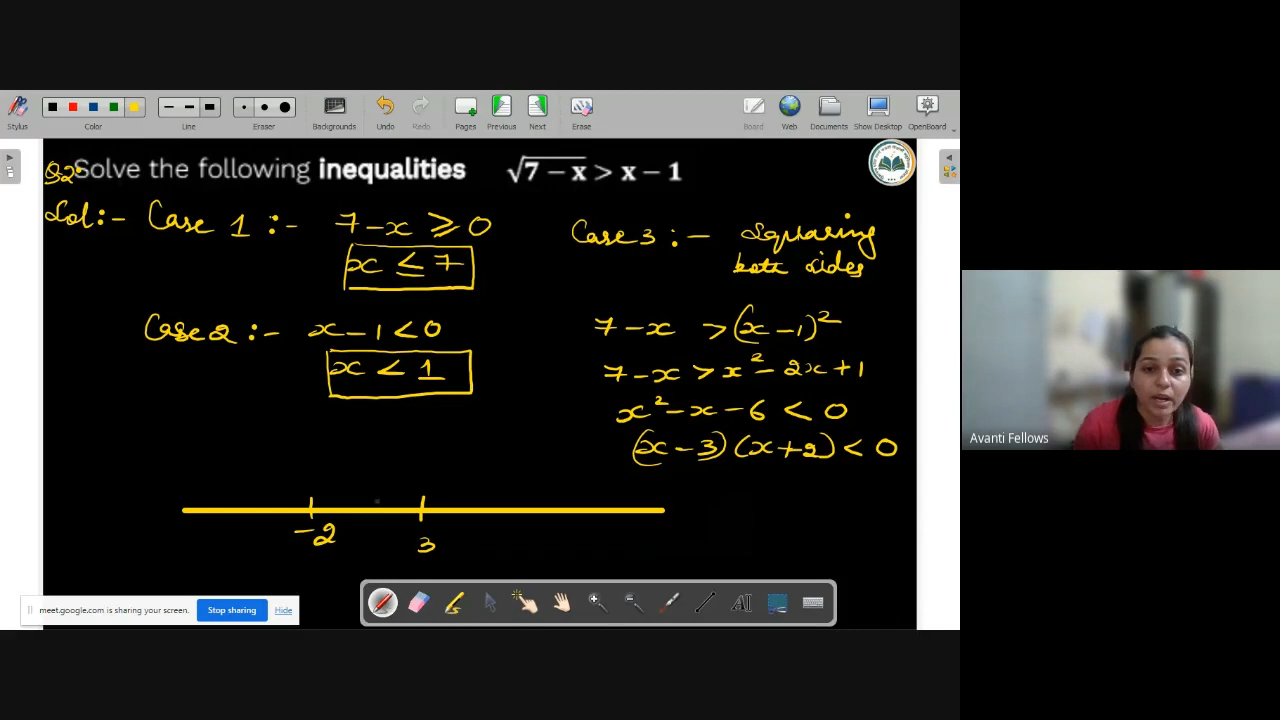 Stylus
Color
Line
Eraser
Backgrounds
Undo
Redo
Pages
Previous
Next
Erase
Board
Web
Documents
Show Desktop
OpenBoard
Q2. Solve the following inequalities √7 − x > x − 1
Sol:- Case 1 :- 7-x ⩾ 0
x ≤ 7
Case 2 :- x-1 < 0
x < 1
Case 3 :- Squaring
both sides
7-x > (x-1)²
7-x > x²-2x+1
x²-x-6 < 0
(x-3)(x+2) < 0
-2
3
meet.google.com is sharing your screen.
Stop sharing
Hide
AI
Avanti Fellows